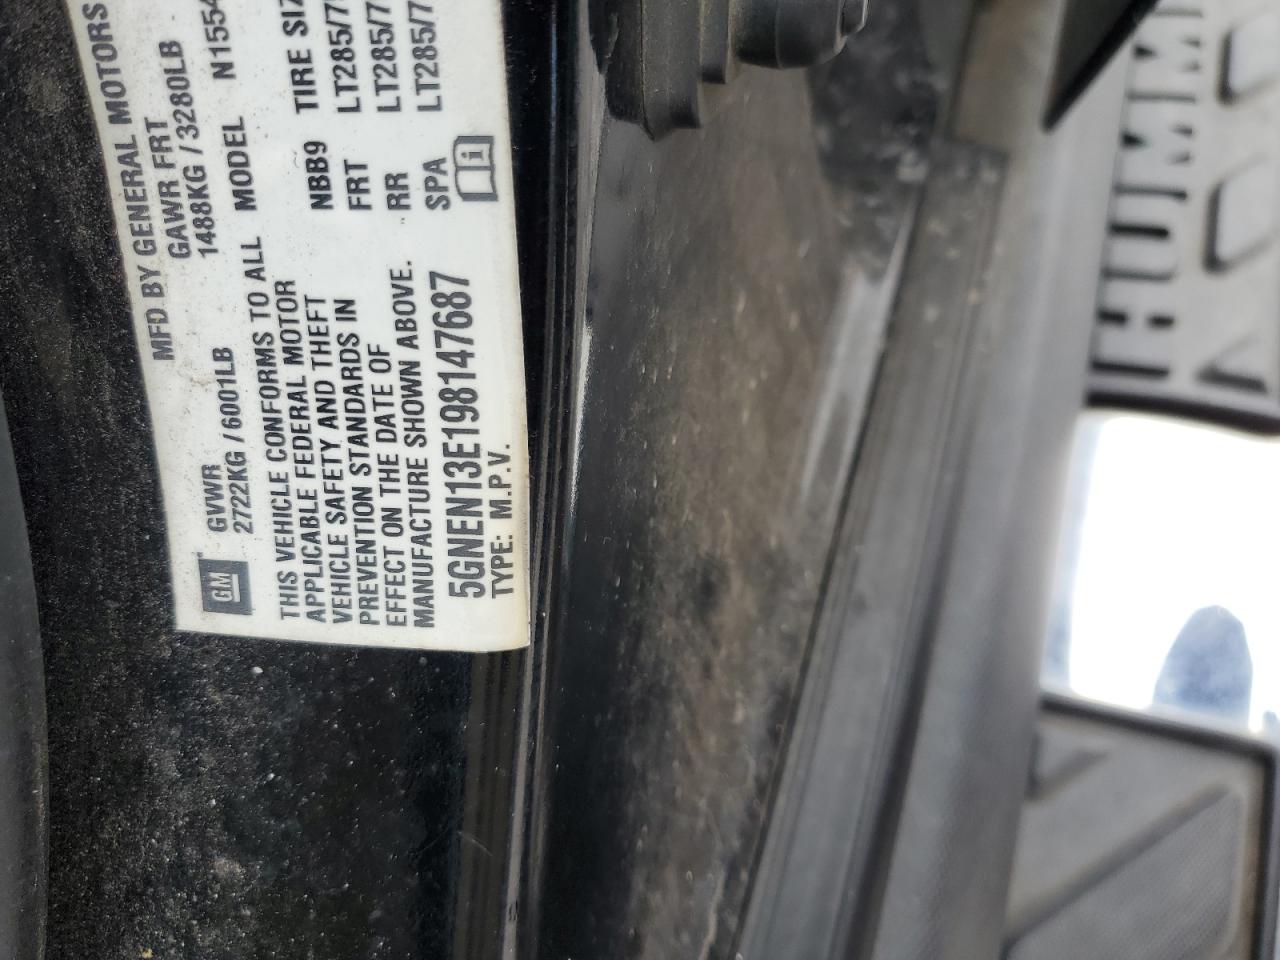 MFD BY GENERAL MOTORS
GVWR GAWR FRT
2722KG / 6001LB 1488KG / 3280LB
GM
THIS VEHICLE CONFORMS TO ALL
APPLICABLE FEDERAL MOTOR
VEHICLE SAFETY AND THEFT
PREVENTION STANDARDS IN
EFFECT ON THE DATE OF
MANUFACTURE SHOWN ABOVE.
5GNEN13E198147687
TYPE: M.P.V.
MODEL N1554
NBB9 TIRE SIZ
FRT LT285/7
RR LT285/7
SPA LT285/7
i
HUMM